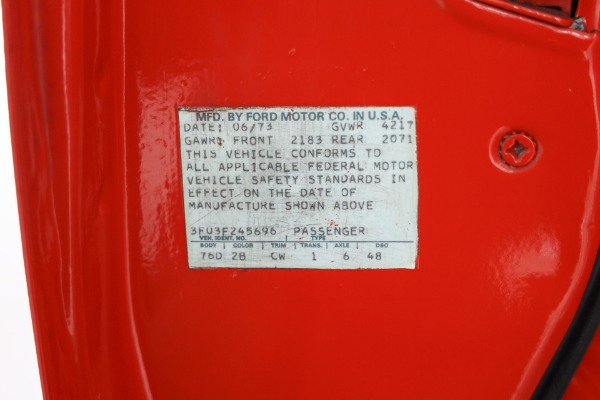 MFD. BY FORD MOTOR CO. IN U.S.A.
DATE: 06/73 GVWR 4217
GAWR: FRONT 2183 REAR 2071
THIS VEHICLE CONFORMS TO
ALL APPLICABLE FEDERAL MOTOR
VEHICLE SAFETY STANDARDS IN
EFFECT ON THE DATE OF
MANUFACTURE SHOWN ABOVE
3F03F245696 PASSENGER
VEH. IDENT. NO. TYPE
BODY COLOR TRIM TRANS. AXLE DSO
76D 2B CW 1 6 48